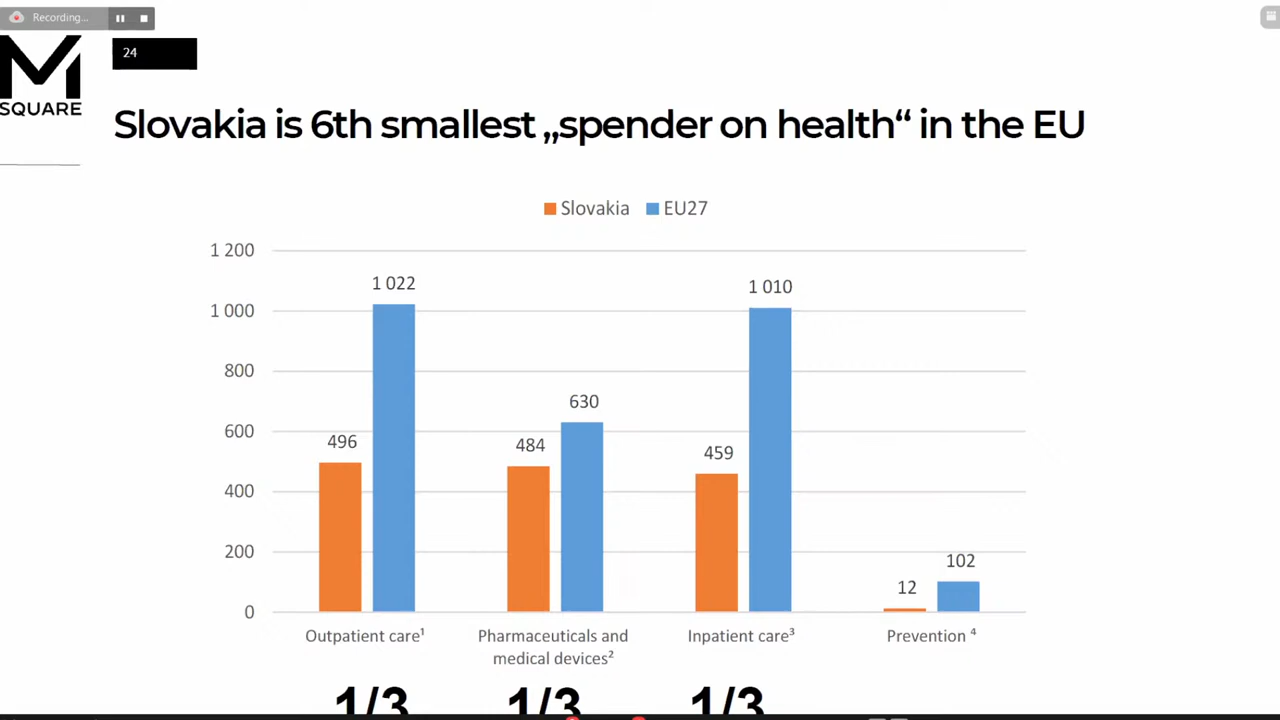 Recording...
24
M
SQUARE
Slovakia is 6th smallest „spender on health“ in the EU
Slovakia EU27
1 200
1 000
800
600
400
200
0
496
1 022
484
630
459
1 010
12
102
Outpatient care¹
Pharmaceuticals and
medical devices²
Inpatient care³
Prevention ⁴
1/3 1/3 1/3